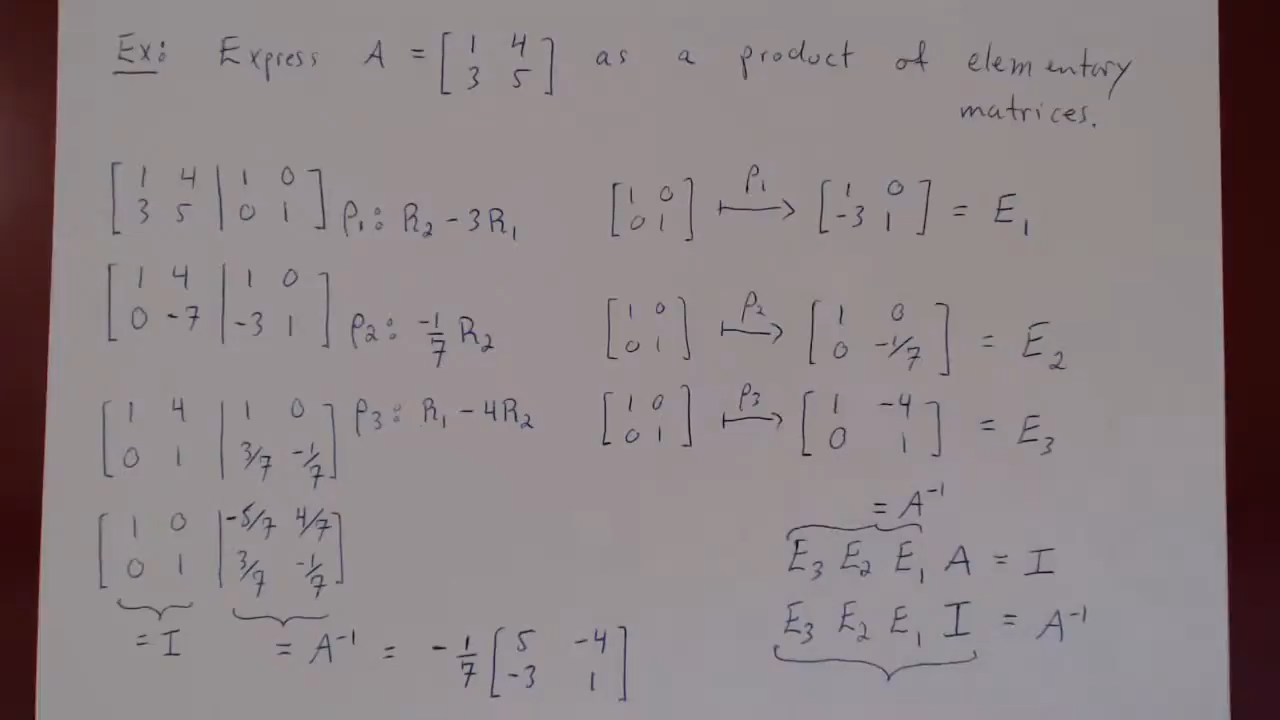 Ex: Express A = [1 4; 3 5] as a product of elementary
matrices.
[1 4 | 1 0; 3 5 | 0 1] ρ₁: R₂ - 3R₁
[1 0; 0 1] ↦ρ₁ [1 0; -3 1] = E₁
[1 4 | 1 0; 0 -7 | -3 1] ρ₂: -1/7 R₂
[1 0; 0 1] ↦ρ₂ [1 0; 0 -1/7] = E₂
[1 4 | 1 0; 0 1 | 3/7 -1/7] ρ₃: R₁ - 4R₂
[1 0; 0 1] ↦ρ₃ [1 -4; 0 1] = E₃
[1 0 | -5/7 4/7; 0 1 | 3/7 -1/7]
= I = A⁻¹ = -1/7 [5 -4; -3 1]
= A⁻¹
E₃ E₂ E₁ A = I
E₃ E₂ E₁ I = A⁻¹